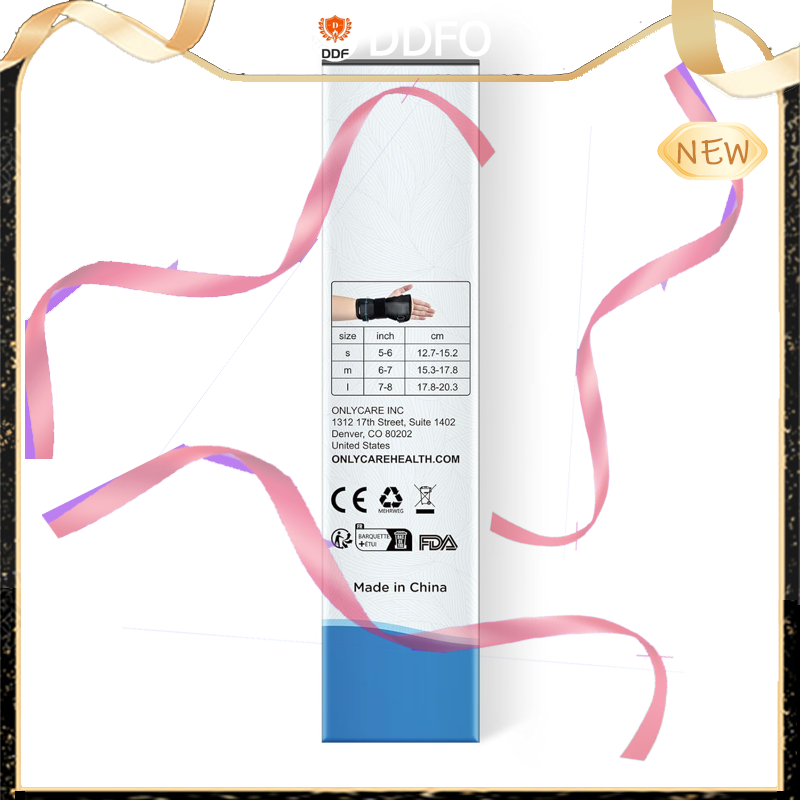 D
DDF
DDFO
NEW
size inch cm
s 5-6 12.7-15.2
m 6-7 15.3-17.8
l 7-8 17.8-20.3
ONLYCARE INC
1312 17th Street, Suite 1402
Denver, CO 80202
United States
ONLYCAREHEALTH.COM
CE
MEHRWEG
FR
BARQUETTE
+ÉTUI
FDA
Made in China